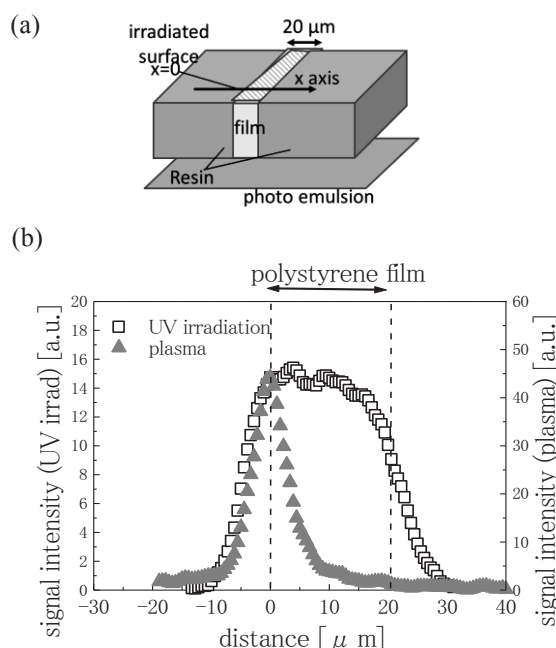 (a)
20 μm
irradiated
surface
x=0
x axis
film
Resin
photo emulsion
(b)
polystyrene film
signal intensity (UV irrad) [a.u.]
20
18
16
14
12
10
8
6
4
2
0
UV irradiation
plasma
60
50
40
30
20
10
0
signal intensity (plasma) [a.u.]
−30 −20 −10 0 10 20 30 40
distance [ μ m]